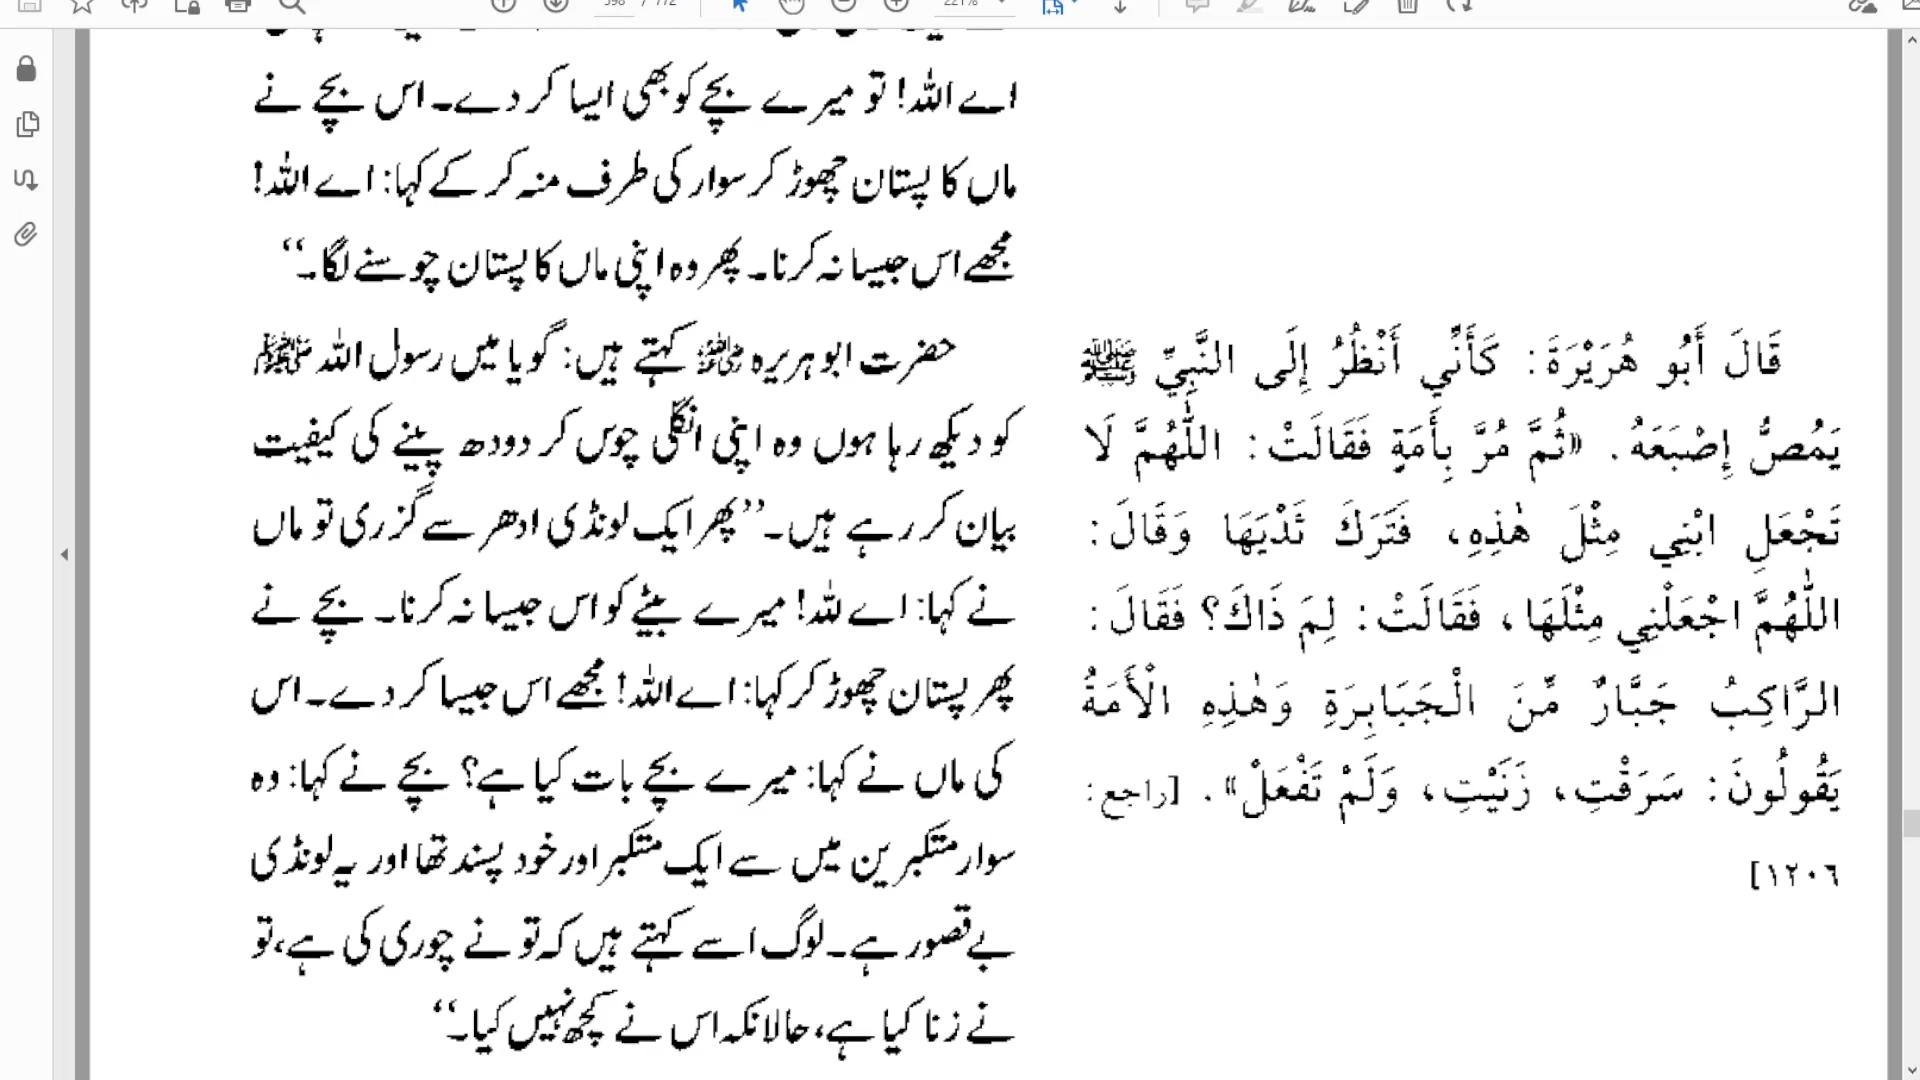 221%
اے اللہ! تو میرے بچے کو بھی ایسا کر دے۔ اس بچے نے
ماں کا پستان چھوڑ کر سوار کی طرف منہ کر کے کہا: اے اللہ!
مجھے اس جیسا نہ کرنا۔ پھر وہ اپنی ماں کا پستان چوسنے لگا۔‘‘
قَالَ أَبُو هُرَيْرَةَ: كَأَنِّي أَنْظُرُ إِلَى النَّبِيِّ ﷺ
يَمُصُّ إِصْبَعَهُ. «ثُمَّ مُرَّ بِأَمَةٍ فَقَالَتْ: اللّٰهُمَّ لَا
تَجْعَلِ ابْنِي مِثْلَ هٰذِهِ، فَتَرَكَ ثَدْيَهَا وَقَالَ:
اللّٰهُمَّ اجْعَلْنِي مِثْلَهَا، فَقَالَتْ: لِمَ ذَاكَ؟ فَقَالَ:
الرَّاكِبُ جَبَّارٌ مِّنَ الْجَبَابِرَةِ وَهٰذِهِ الْأَمَةُ
يَقُولُونَ: سَرَقْتِ، زَنَيْتِ، وَلَمْ تَفْعَلْ». [راجع:
١٢٠٦]
حضرت ابو ہریرہ ؓ کہتے ہیں: گویا میں رسول اللہ ﷺ
کو دیکھ رہا ہوں وہ اپنی انگلی چوس کر دودھ پینے کی کیفیت
بیان کر رہے ہیں۔ ’’پھر ایک لونڈی ادھر سے گزری تو ماں
نے کہا: اے للہ! میرے بیٹے کو اس جیسا نہ کرنا۔ بچے نے
پھر پستان چھوڑ کر کہا: اے اللہ! مجھے اس جیسا کر دے۔ اس
کی ماں نے کہا: میرے بچے بات کیا ہے؟ بچے نے کہا: وہ
سوار متکبرین میں سے ایک متکبر اور خود پسند تھا اور یہ لونڈی
بے قصور ہے۔ لوگ اسے کہتے ہیں کہ تو نے چوری کی ہے، تو
نے زنا کیا ہے، حالانکہ اس نے کچھ نہیں کیا۔‘‘